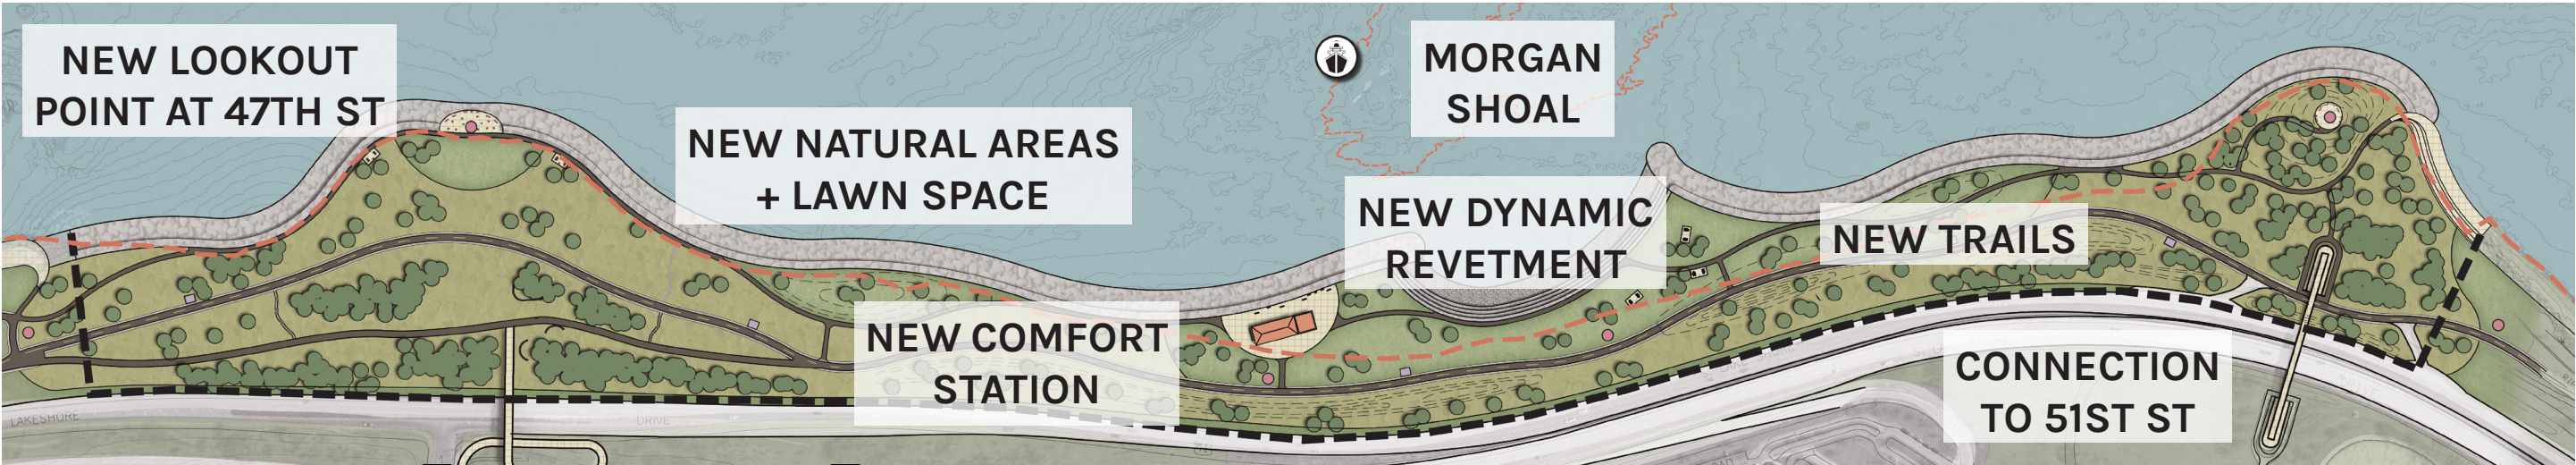 NEW LOOKOUT
POINT AT 47TH ST
NEW NATURAL AREAS
+ LAWN SPACE
MORGAN
SHOAL
NEW DYNAMIC
REVETMENT
NEW TRAILS
NEW COMFORT
STATION
CONNECTION
TO 51ST ST
LAKESHORE
DRIVE